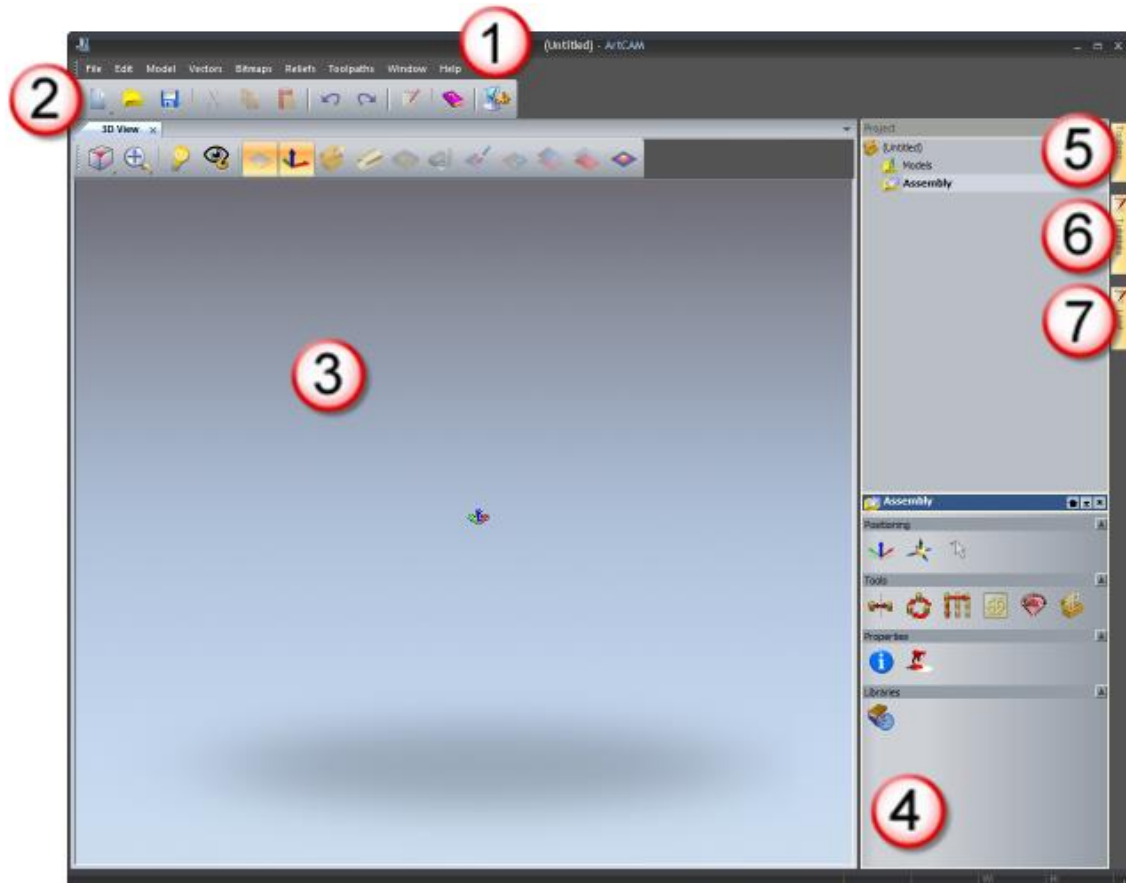 1
(Untitled) - ArtCAM
File Edit Model Vectors Bitmaps Reliefs Toolpaths Window Help
2
3D View
Project
(Untitled)
Models
Assembly
5
6
7
3
Assembly
Positioning
Tools
Properties
Libraries
4